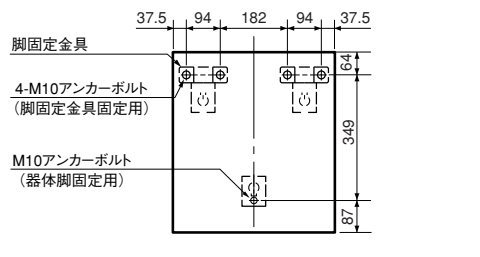 37.5 94 182 94 37.5
脚固定金具
64
4-M10アンカーボルト
（脚固定金具固定用）
349
M10アンカーボルト
（器体脚固定用）
87